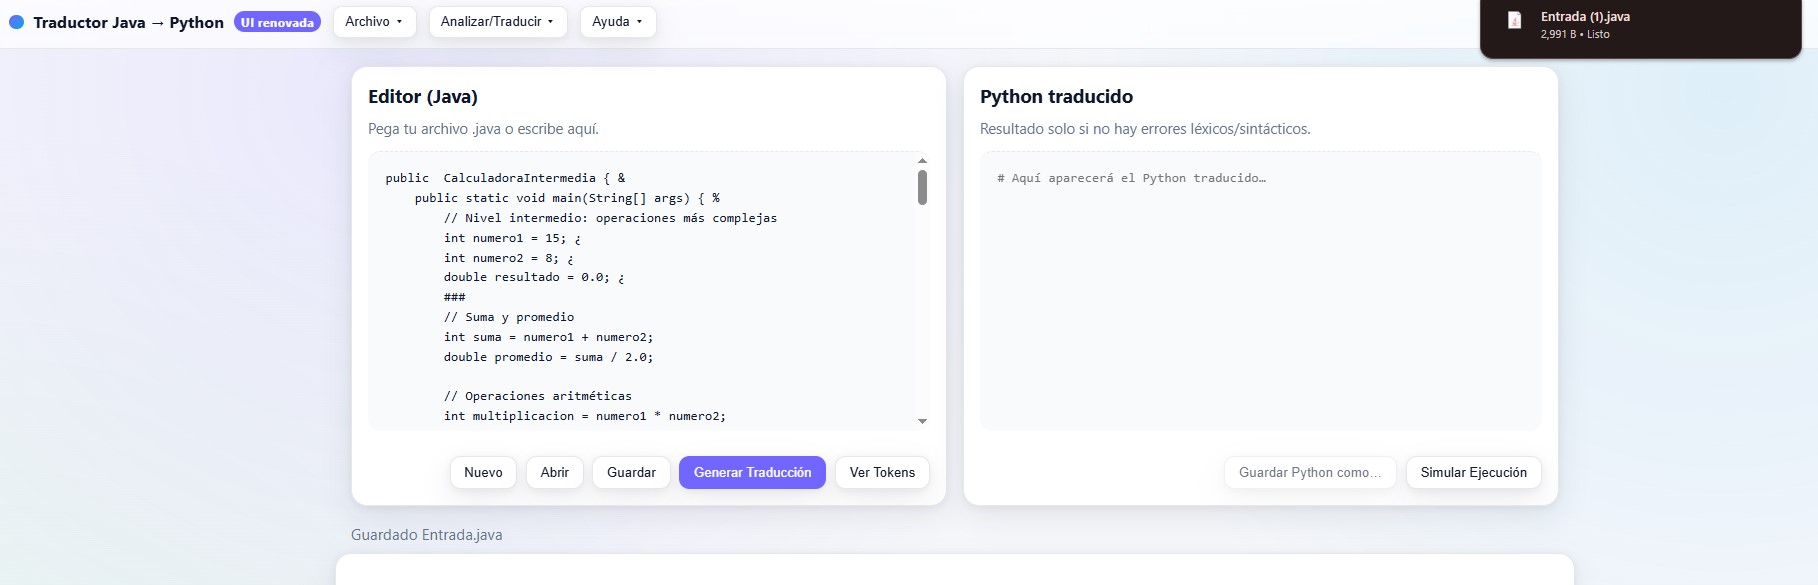 Traductor Java → Python UI renovada Archivo ▾ Analizar/Traducir ▾ Ayuda ▾
Entrada (1).java
2,991 B • Listo
Editor (Java)
Pega tu archivo .java o escribe aquí.
public  CalculadoraIntermedia { &
    public static void main(String[] args) { %
        // Nivel intermedio: operaciones más complejas
        int numero1 = 15; ¿
        int numero2 = 8; ¿
        double resultado = 0.0; ¿
        ###
        // Suma y promedio
        int suma = numero1 + numero2;
        double promedio = suma / 2.0;
        // Operaciones aritméticas
        int multiplicacion = numero1 * numero2;
Nuevo Abrir Guardar Generar Traducción Ver Tokens
Python traducido
Resultado solo si no hay errores léxicos/sintácticos.
# Aquí aparecerá el Python traducido…
Guardar Python como… Simular Ejecución
Guardado Entrada.java